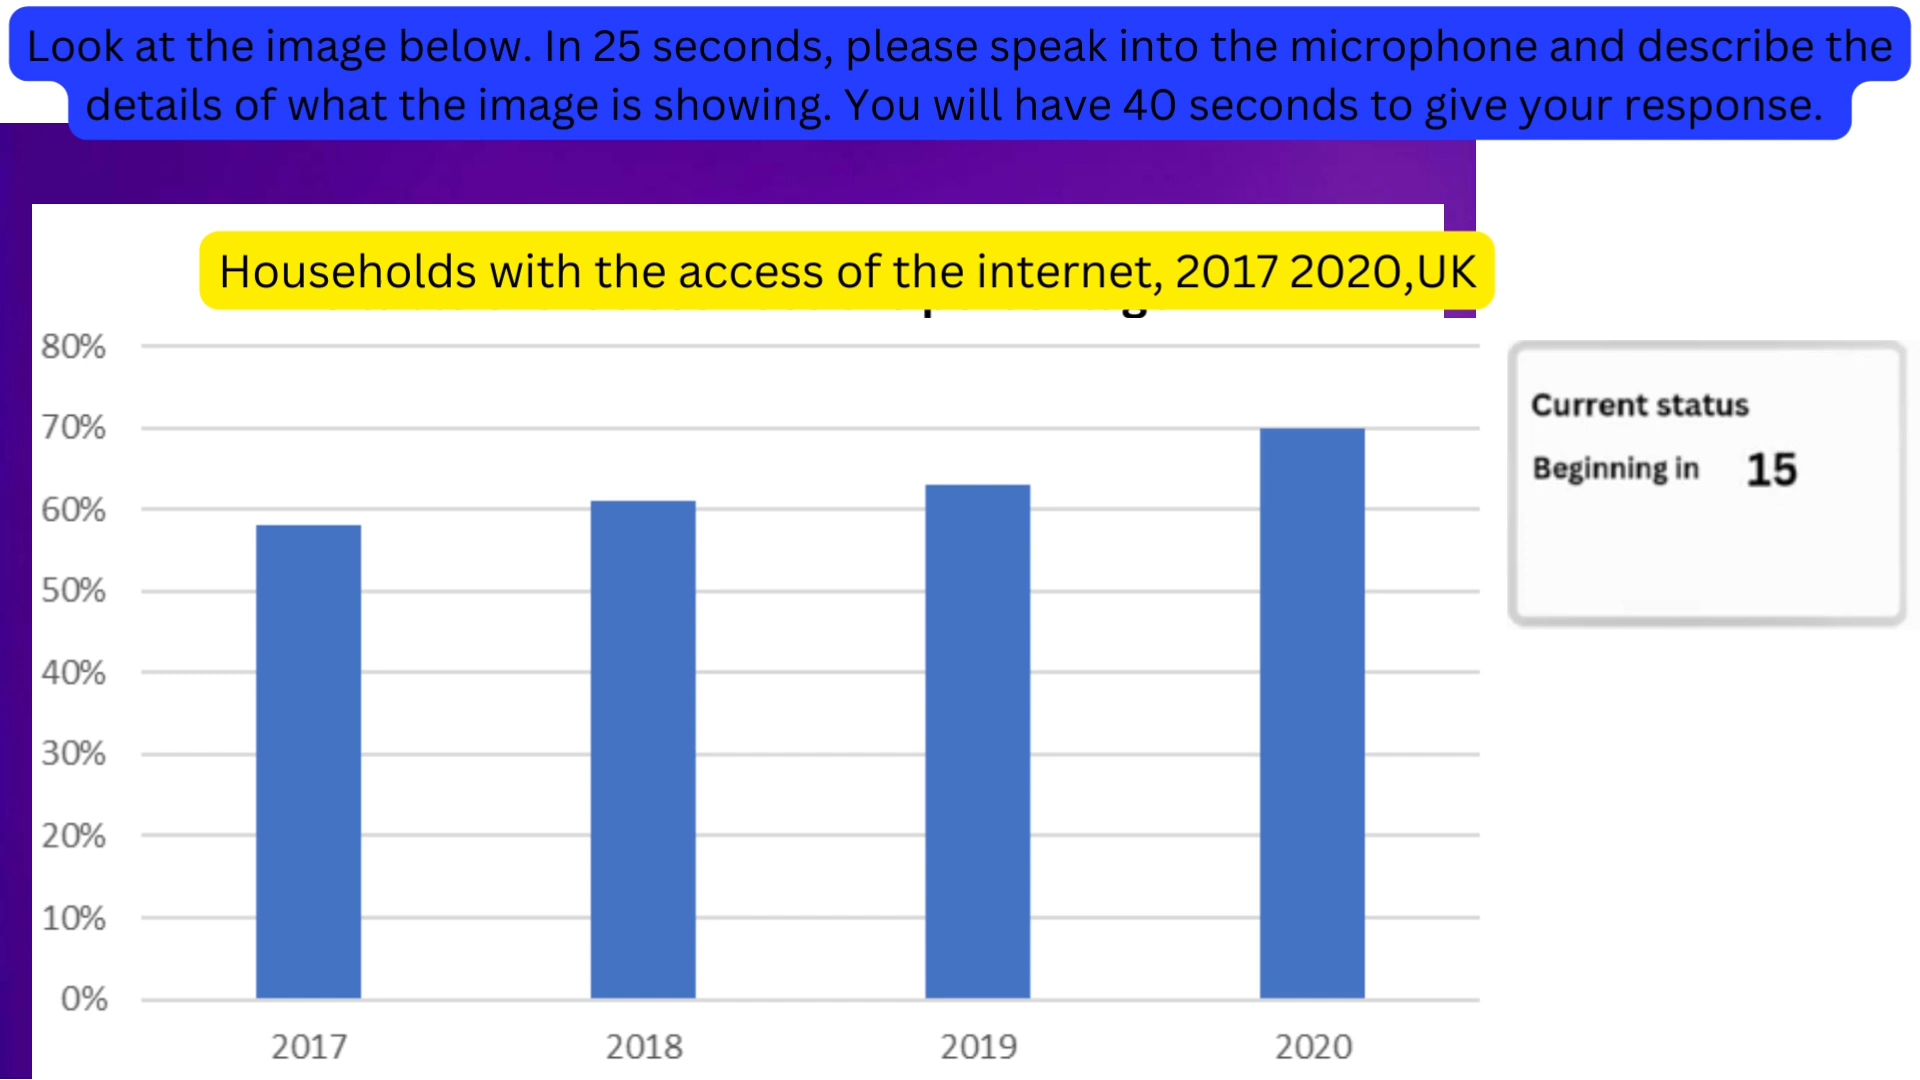 Look at the image below. In 25 seconds, please speak into the microphone and describe the
details of what the image is showing. You will have 40 seconds to give your response.
Households with the access of the internet, 2017 2020,UK
80%
70%
60%
50%
40%
30%
20%
10%
0%
2017 2018 2019 2020
Current status
Beginning in 15